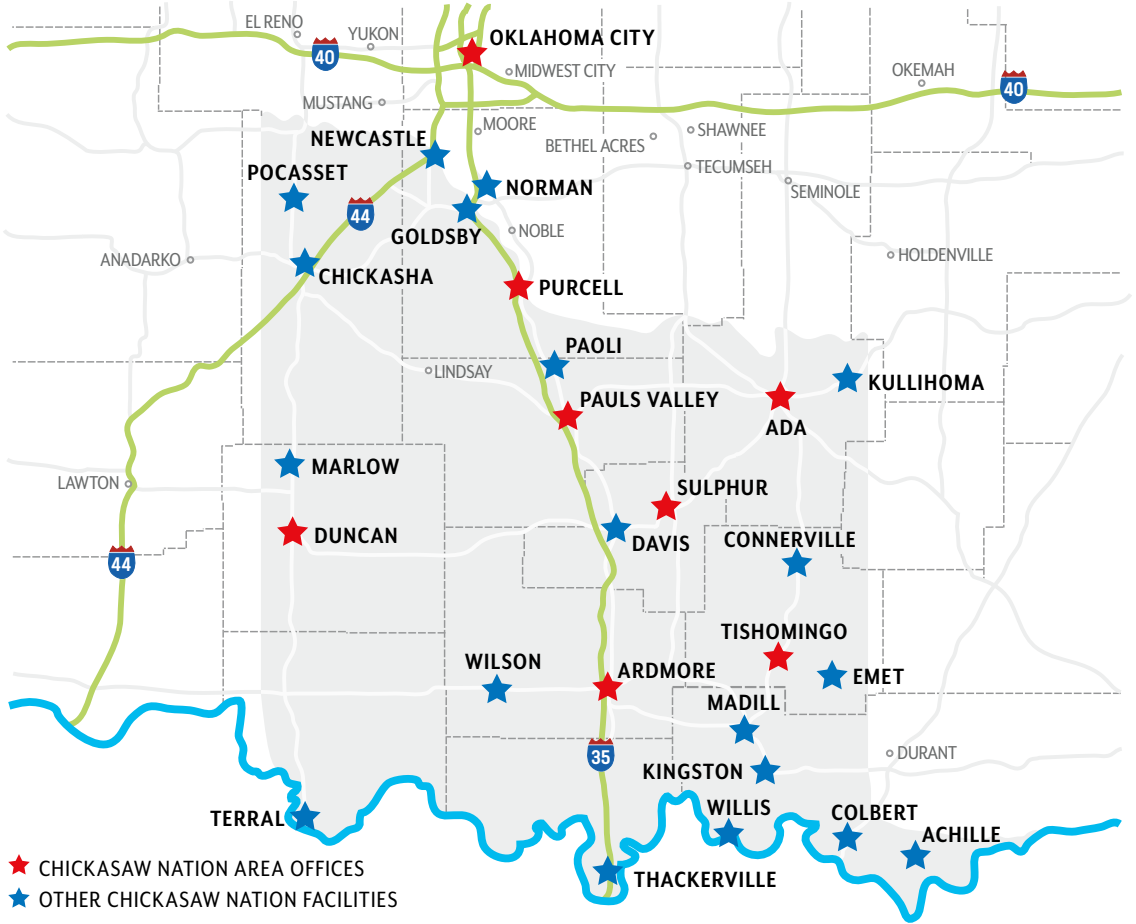 EL RENO
YUKON
OKLAHOMA CITY
40
MIDWEST CITY
OKEMAH
40
MUSTANG
MOORE
SHAWNEE
BETHEL ACRES
NEWCASTLE
TECUMSEH
POCASSET
NORMAN
SEMINOLE
44
GOLDSBY
NOBLE
HOLDENVILLE
ANADARKO
CHICKASHA
PURCELL
PAOLI
LINDSAY
KULLIHOMA
PAULS VALLEY
ADA
MARLOW
LAWTON
SULPHUR
DUNCAN
DAVIS
CONNERVILLE
44
TISHOMINGO
WILSON
ARDMORE
EMET
MADILL
35
DURANT
KINGSTON
WILLIS
COLBERT
TERRAL
ACHILLE
CHICKASAW NATION AREA OFFICES
THACKERVILLE
OTHER CHICKASAW NATION FACILITIES